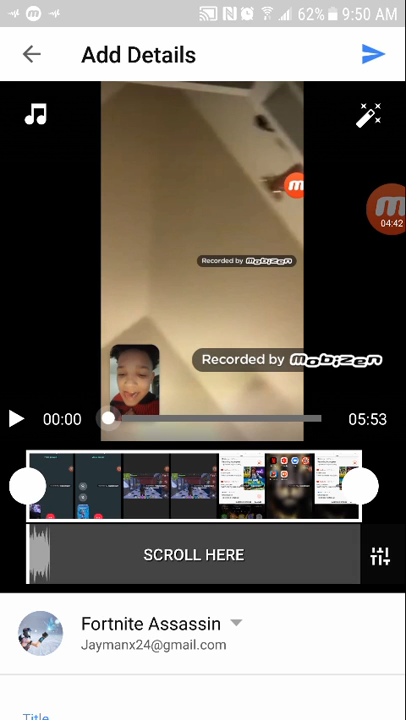 62% 9:50 AM
Add Details
04:42
Recorded by MOBIZEN
Recorded by MOBIZEN
00:00
05:53
SCROLL HERE
Fortnite Assassin
Jaymanx24@gmail.com
Title